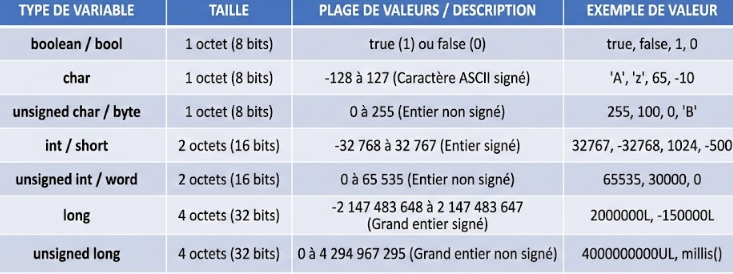 TYPE DE VARIABLE TAILLE PLAGE DE VALEURS / DESCRIPTION EXEMPLE DE VALEUR
boolean / bool 1 octet (8 bits) true (1) ou false (0) true, false, 1, 0
char 1 octet (8 bits) -128 à 127 (Caractère ASCII signé) 'A', 'z', 65, -10
unsigned char / byte 1 octet (8 bits) 0 à 255 (Entier non signé) 255, 100, 0, 'B'
int / short 2 octets (16 bits) -32 768 à 32 767 (Entier signé) 32767, -32768, 1024, -500
unsigned int / word 2 octets (16 bits) 0 à 65 535 (Entier non signé) 65535, 30000, 0
long 4 octets (32 bits) -2 147 483 648 à 2 147 483 647 2000000L, -150000L
(Grand entier signé)
unsigned long 4 octets (32 bits) 0 à 4 294 967 295 (Grand entier non signé) 4000000000UL, millis()